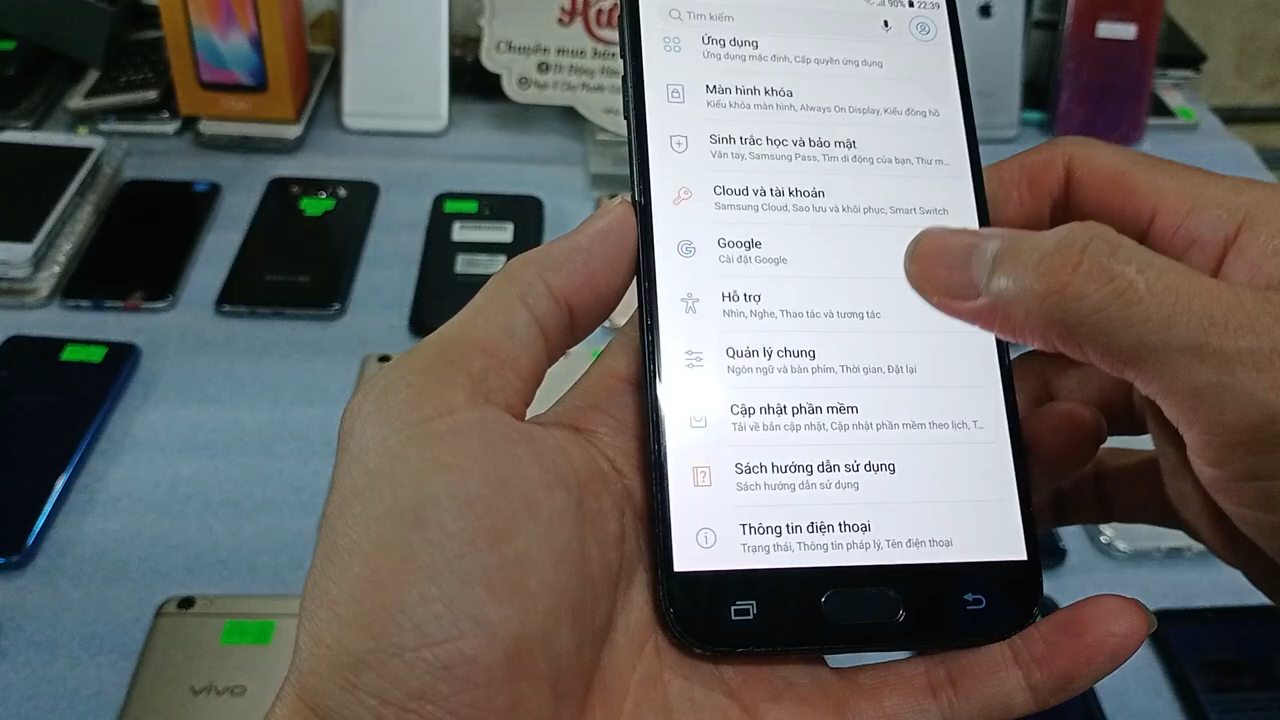 90% 22:39
Tìm kiếm
Ứng dụng
Ứng dụng mặc định, Cấp quyền ứng dụng
Màn hình khóa
Kiểu khóa màn hình, Always On Display, Kiểu đồng hồ
Sinh trắc học và bảo mật
Vân tay, Samsung Pass, Tìm di động của bạn, Thư m...
Cloud và tài khoản
Samsung Cloud, Sao lưu và khôi phục, Smart Switch
Google
Cài đặt Google
Hỗ trợ
Nhìn, Nghe, Thao tác và tương tác
Quản lý chung
Ngôn ngữ và bàn phím, Thời gian, Đặt lại
Cập nhật phần mềm
Tải về bản cập nhật, Cập nhật phần mềm theo lịch, T...
Sách hướng dẫn sử dụng
Sách hướng dẫn sử dụng
Thông tin điện thoại
Trạng thái, Thông tin pháp lý, Tên điện thoại
Chuyên mua bán
vivo